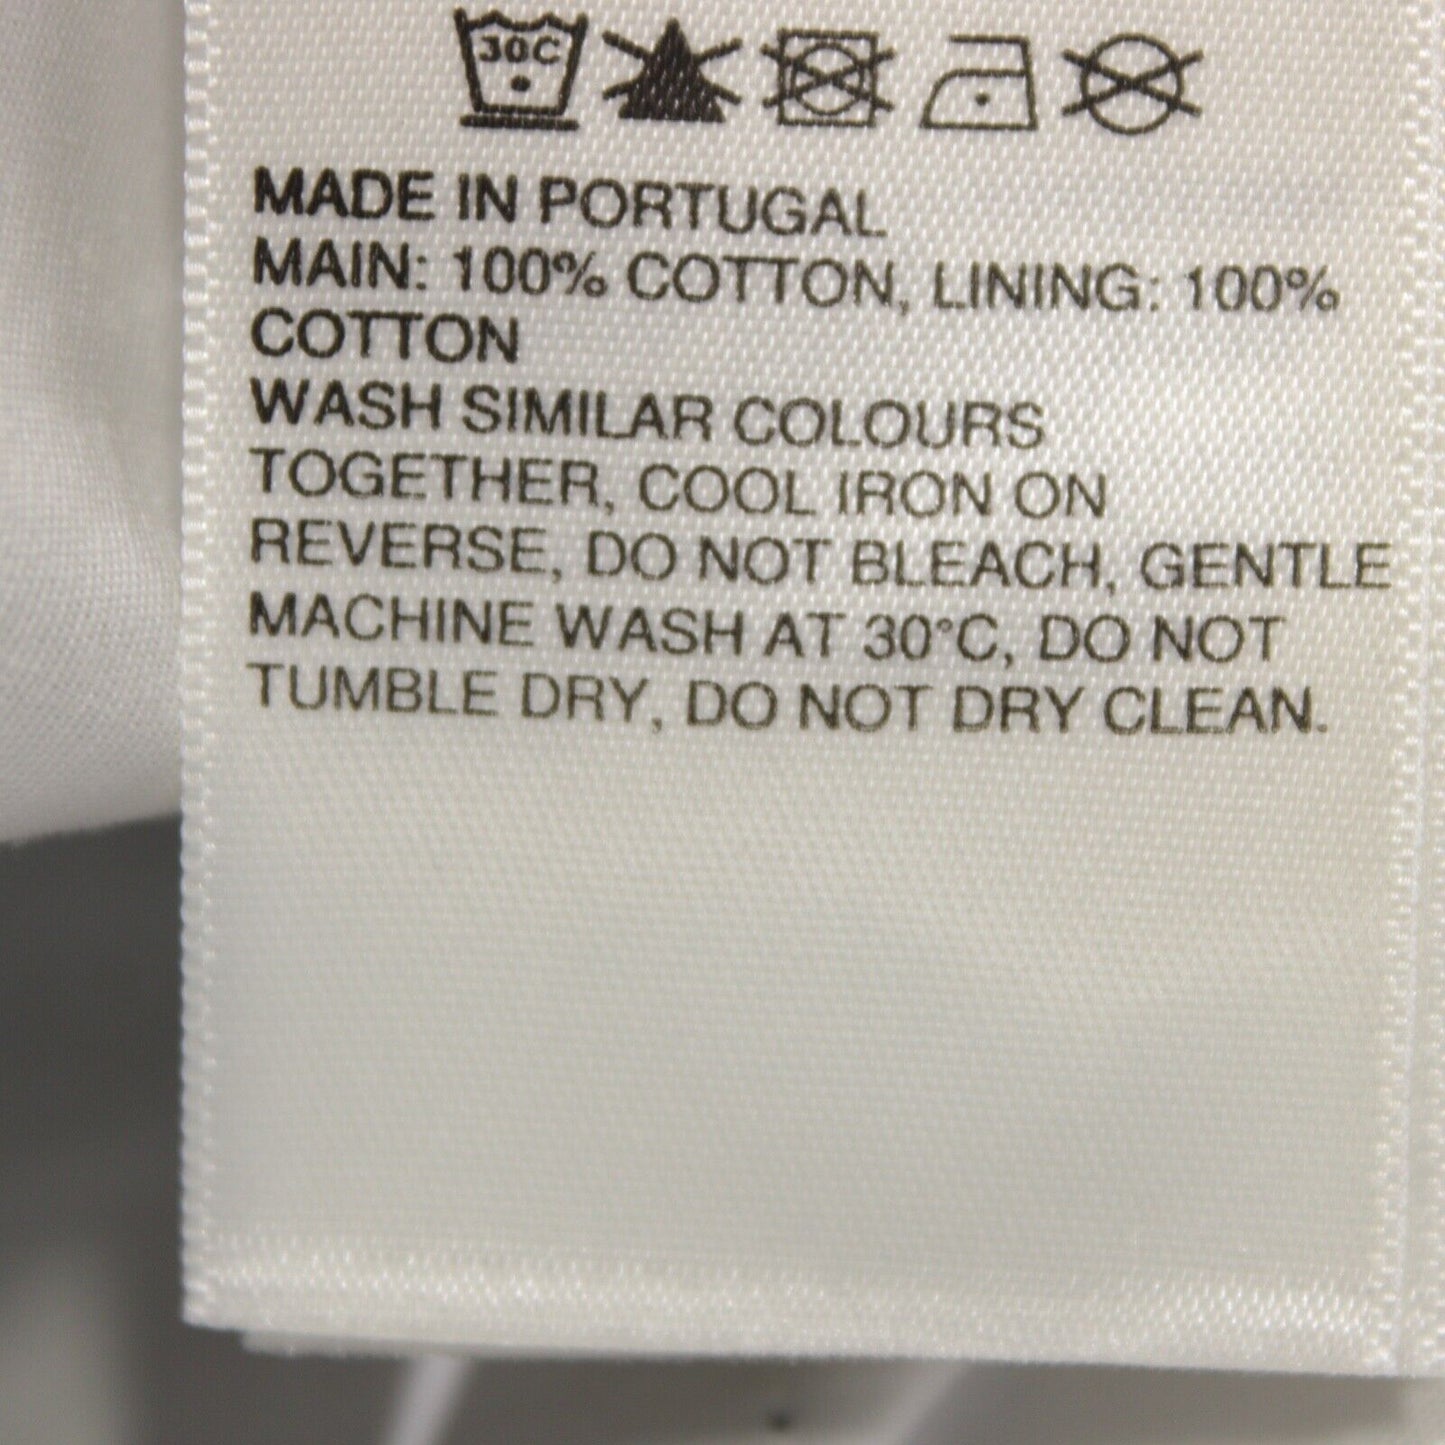 30C
MADE IN PORTUGAL
MAIN: 100% COTTON, LINING: 100%
COTTON
WASH SIMILAR COLOURS
TOGETHER, COOL IRON ON
REVERSE, DO NOT BLEACH, GENTLE
MACHINE WASH AT 30°C, DO NOT
TUMBLE DRY, DO NOT DRY CLEAN.